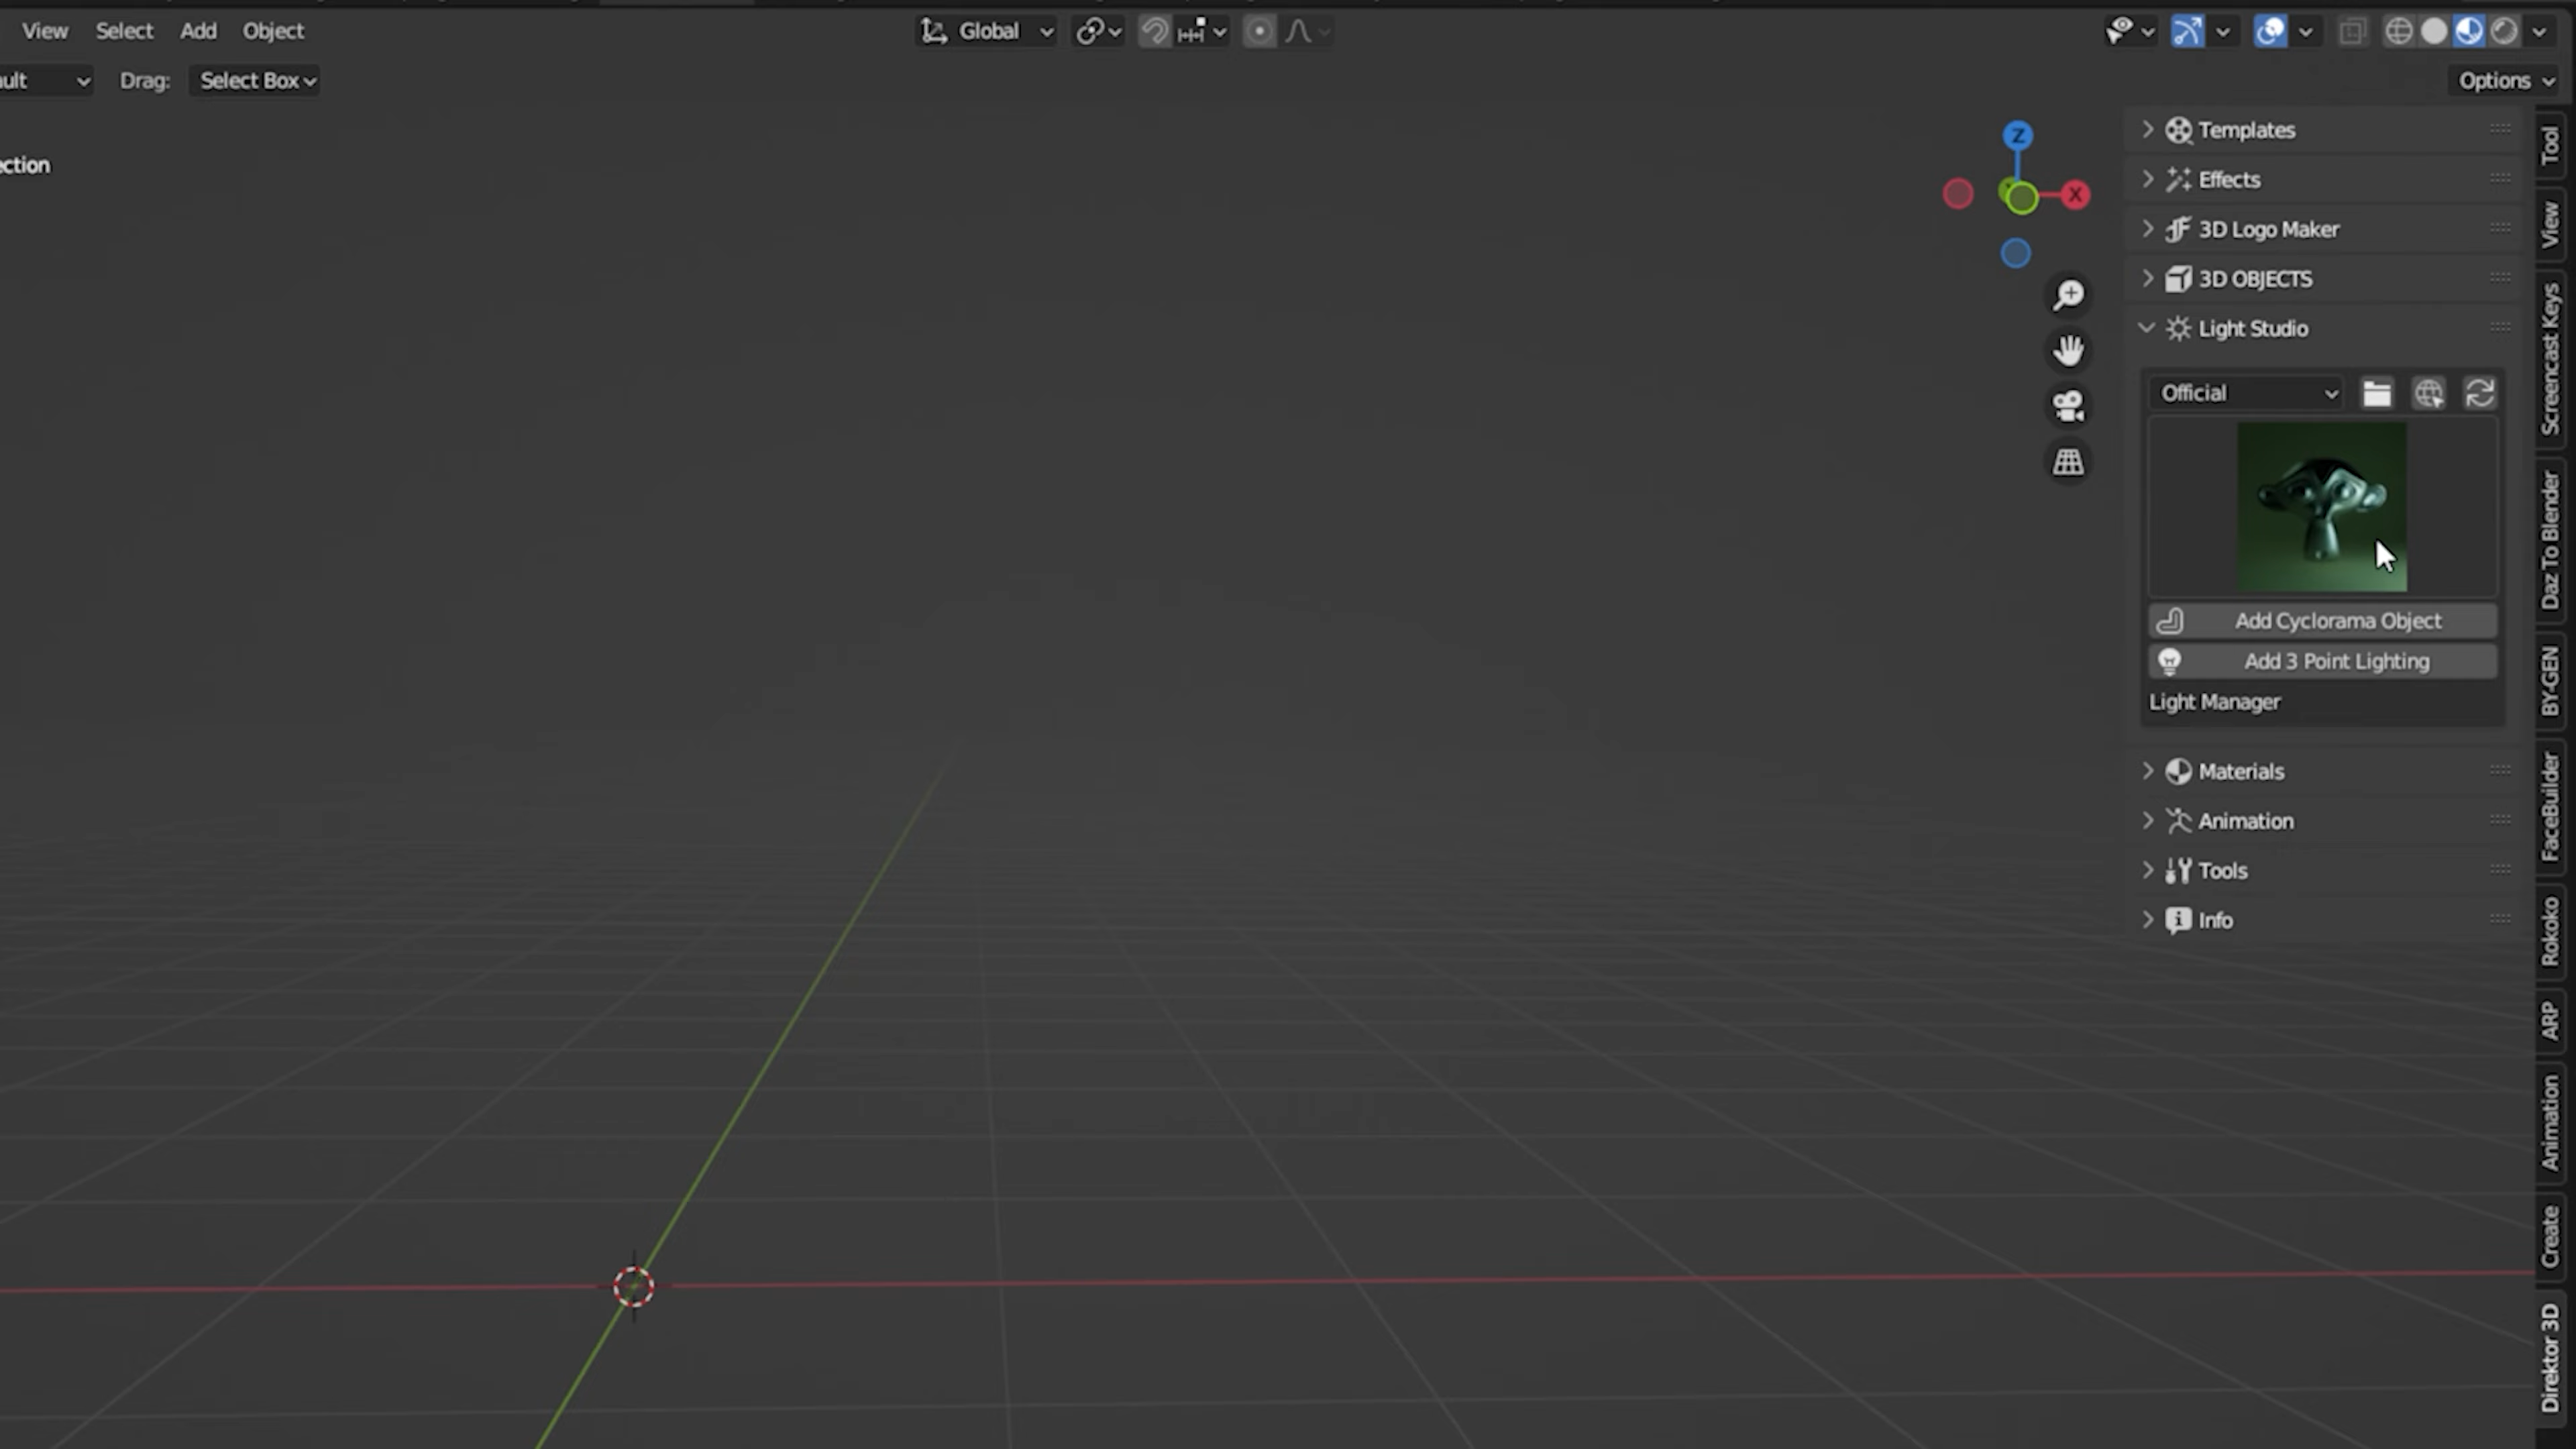 View Select Add Object Global
ult Drag: Select Box Options
ection
Z
X
Templates
Effects
3D Logo Maker
3D OBJECTS
Light Studio
Official
Add Cyclorama Object
Add 3 Point Lighting
Light Manager
Materials
Animation
Tools
Info
Tool
View
Screencast Keys
Daz To Blender
BY-GEN
FaceBuilder
Rokoko
ARP
Animation
Create
Direktor 3D